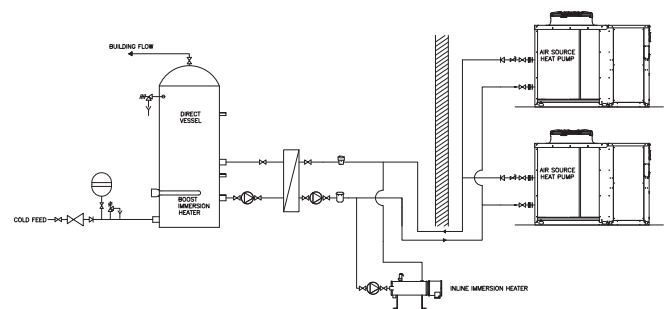 BUILDING FLOW
AIR SOURCE
HEAT PUMP
DIRECT
VESSEL
AIR SOURCE
HEAT PUMP
BOOST
IMMERSION
HEATER
COLD FEED
INLINE IMMERSION HEATER